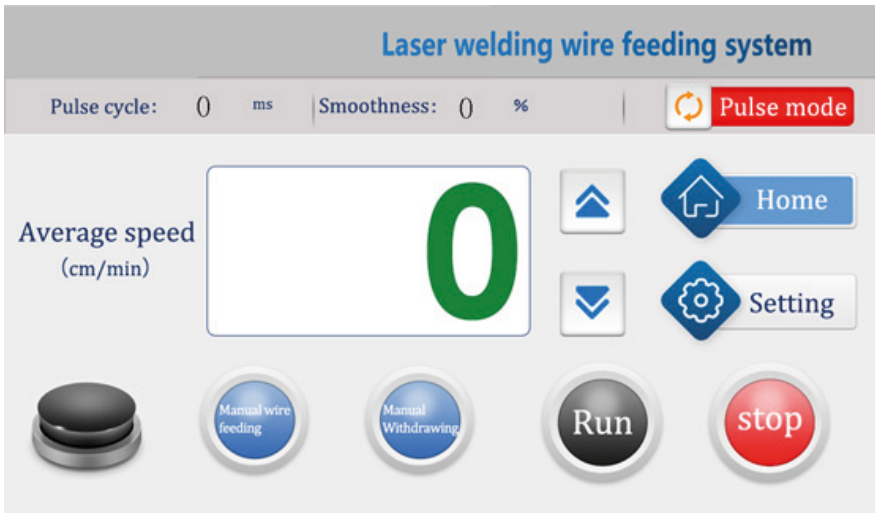 Laser welding wire feeding system
Pulse cycle: 0 ms Smoothness: 0 % Pulse mode
Average speed
(cm/min)
0
Home
Setting
Manual wire
feeding
Manual
Withdrawing
Run
stop